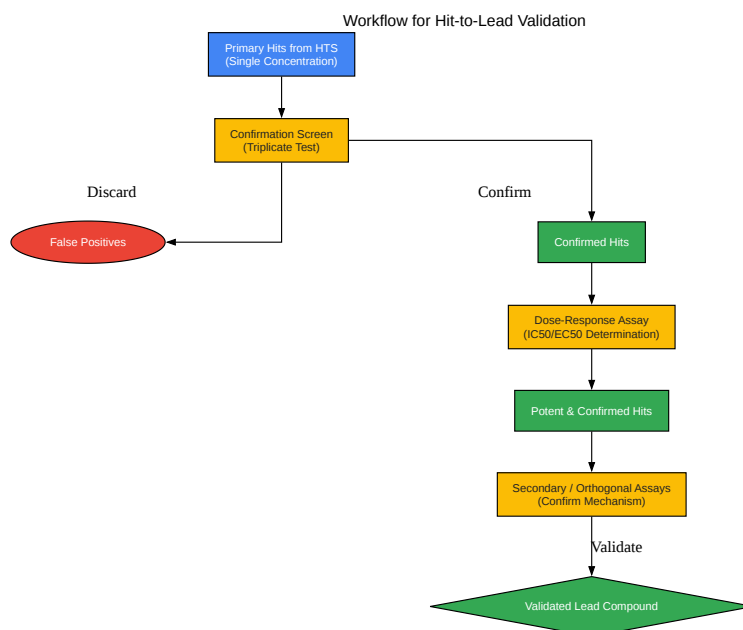 Workflow for Hit-to-Lead Validation
Primary Hits from HTS
(Single Concentration)
Confirmation Screen
(Triplicate Test)
Discard
Confirm
False Positives
Confirmed Hits
Dose-Response Assay
(IC50/EC50 Determination)
Potent & Confirmed Hits
Secondary / Orthogonal Assays
(Confirm Mechanism)
Validate
Validated Lead Compound